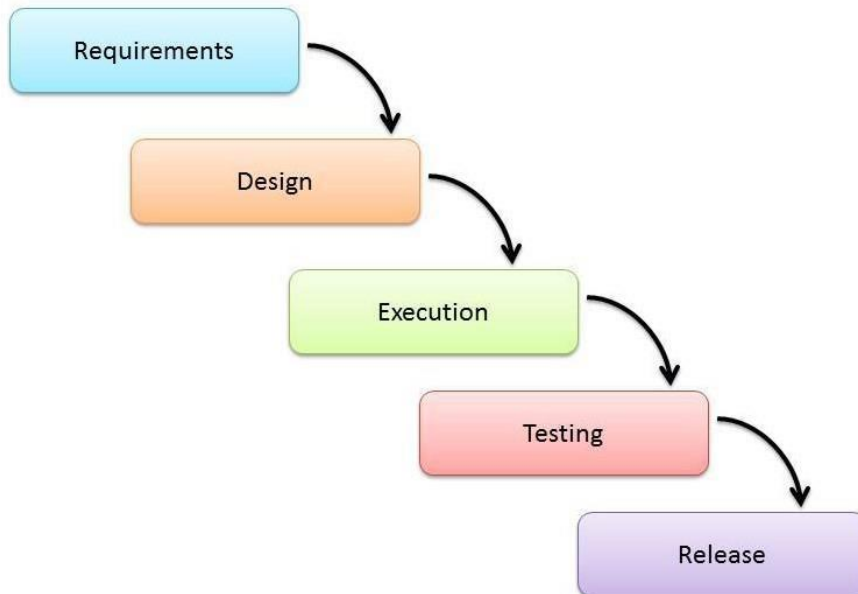 Requirements
Design
Execution
Testing
Release